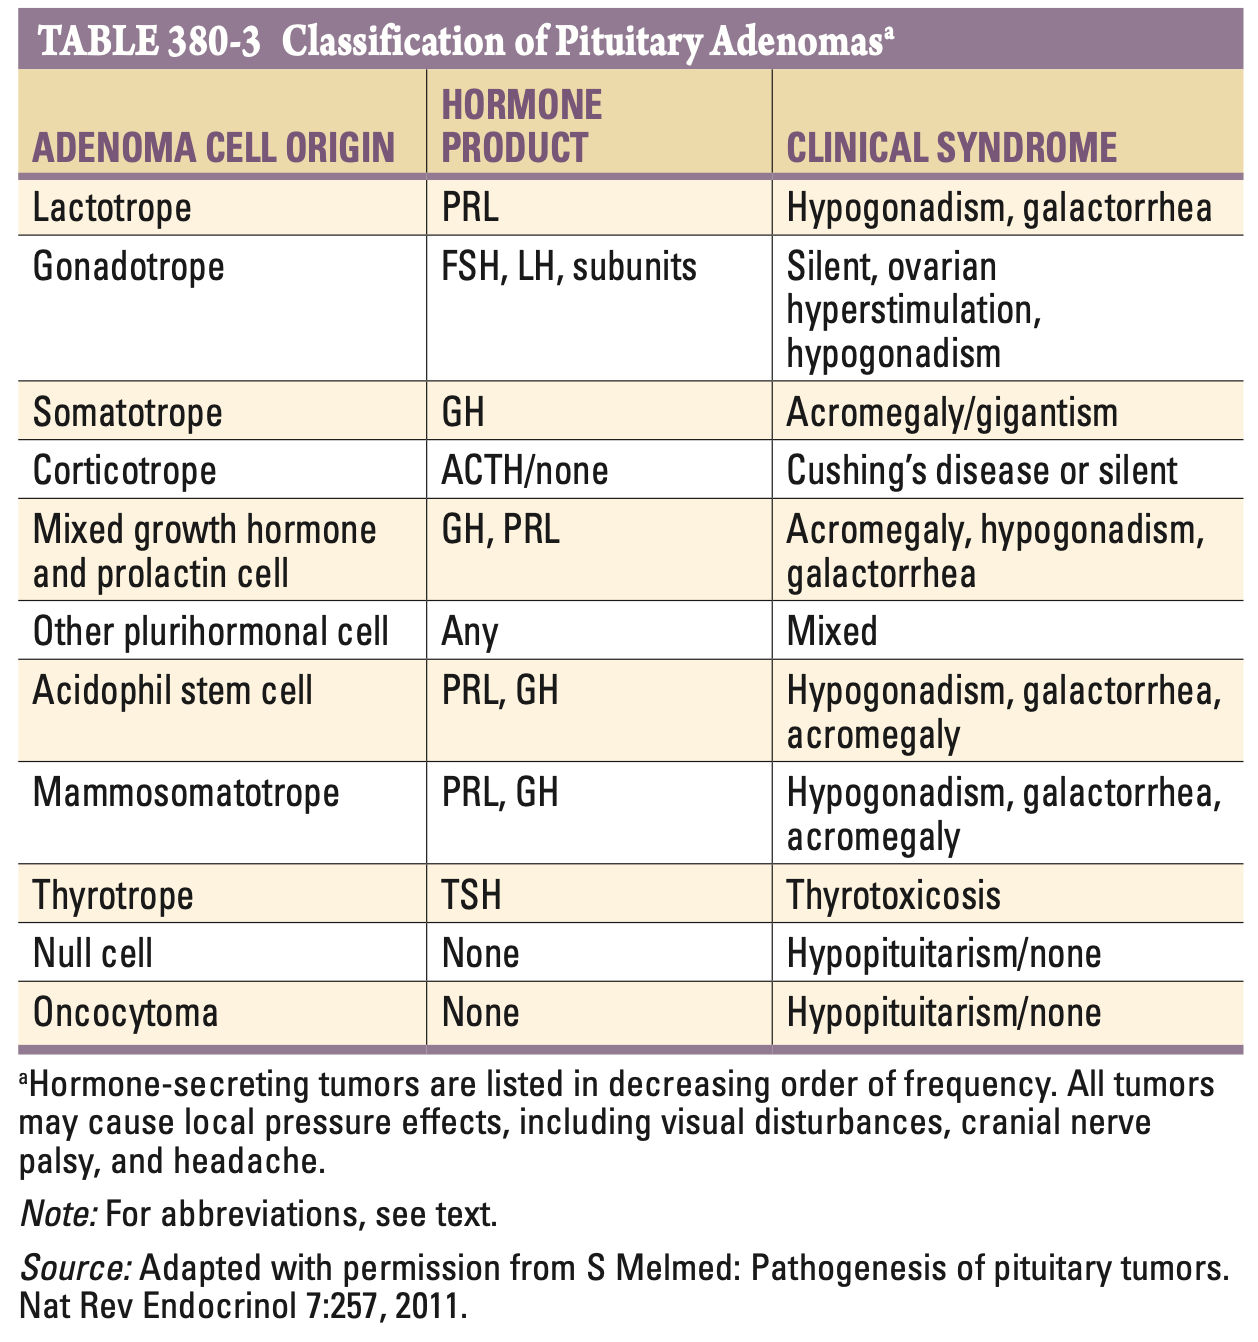 TABLE 380-3 Classification of Pituitary Adenomasa
ADENOMA CELL ORIGIN HORMONE PRODUCT CLINICAL SYNDROME
Lactotrope PRL Hypogonadism, galactorrhea
Gonadotrope FSH, LH, subunits Silent, ovarian
hyperstimulation,
hypogonadism
Somatotrope GH Acromegaly/gigantism
Corticotrope ACTH/none Cushing’s disease or silent
Mixed growth hormone GH, PRL Acromegaly, hypogonadism,
and prolactin cell galactorrhea
Other plurihormonal cell Any Mixed
Acidophil stem cell PRL, GH Hypogonadism, galactorrhea,
acromegaly
Mammosomatotrope PRL, GH Hypogonadism, galactorrhea,
acromegaly
Thyrotrope TSH Thyrotoxicosis
Null cell None Hypopituitarism/none
Oncocytoma None Hypopituitarism/none
aHormone-secreting tumors are listed in decreasing order of frequency. All tumors
may cause local pressure effects, including visual disturbances, cranial nerve
palsy, and headache.
Note: For abbreviations, see text.
Source: Adapted with permission from S Melmed: Pathogenesis of pituitary tumors.
Nat Rev Endocrinol 7:257, 2011.